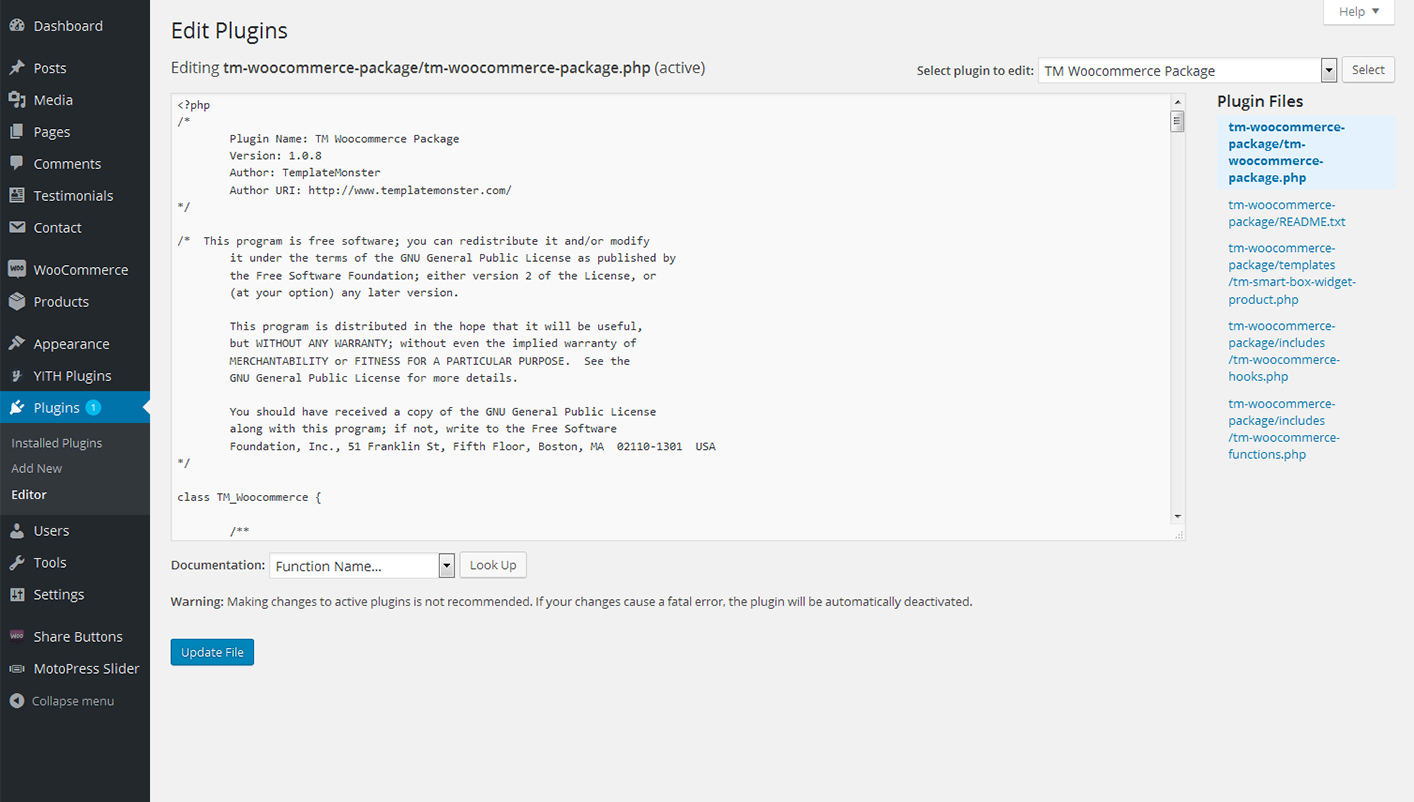 Dashboard
Posts
Media
Pages
Comments
Testimonials
Contact
WooCommerce
Products
Appearance
YITH Plugins
Plugins 1
Installed Plugins
Add New
Editor
Users
Tools
Settings
Share Buttons
MotoPress Slider
Collapse menu
Help
Edit Plugins
Editing tm-woocommerce-package/tm-woocommerce-package.php (active)
Select plugin to edit: TM Woocommerce Package Select
<?php
/*
Plugin Name: TM Woocommerce Package
Version: 1.0.8
Author: TemplateMonster
Author URI: http://www.templatemonster.com/
*/
/*  This program is free software; you can redistribute it and/or modify
it under the terms of the GNU General Public License as published by
the Free Software Foundation; either version 2 of the License, or
(at your option) any later version.
This program is distributed in the hope that it will be useful,
but WITHOUT ANY WARRANTY; without even the implied warranty of
MERCHANTABILITY or FITNESS FOR A PARTICULAR PURPOSE.  See the
GNU General Public License for more details.
You should have received a copy of the GNU General Public License
along with this program; if not, write to the Free Software
Foundation, Inc., 51 Franklin St, Fifth Floor, Boston, MA  02110-1301  USA
*/
class TM_Woocommerce {
/**
Plugin Files
tm-woocommerce-
package/tm-
woocommerce-
package.php
tm-woocommerce-
package/README.txt
tm-woocommerce-
package/templates
/tm-smart-box-widget-
product.php
tm-woocommerce-
package/includes
/tm-woocommerce-
hooks.php
tm-woocommerce-
package/includes
/tm-woocommerce-
functions.php
Documentation: Function Name... Look Up
Warning: Making changes to active plugins is not recommended. If your changes cause a fatal error, the plugin will be automatically deactivated.
Update File